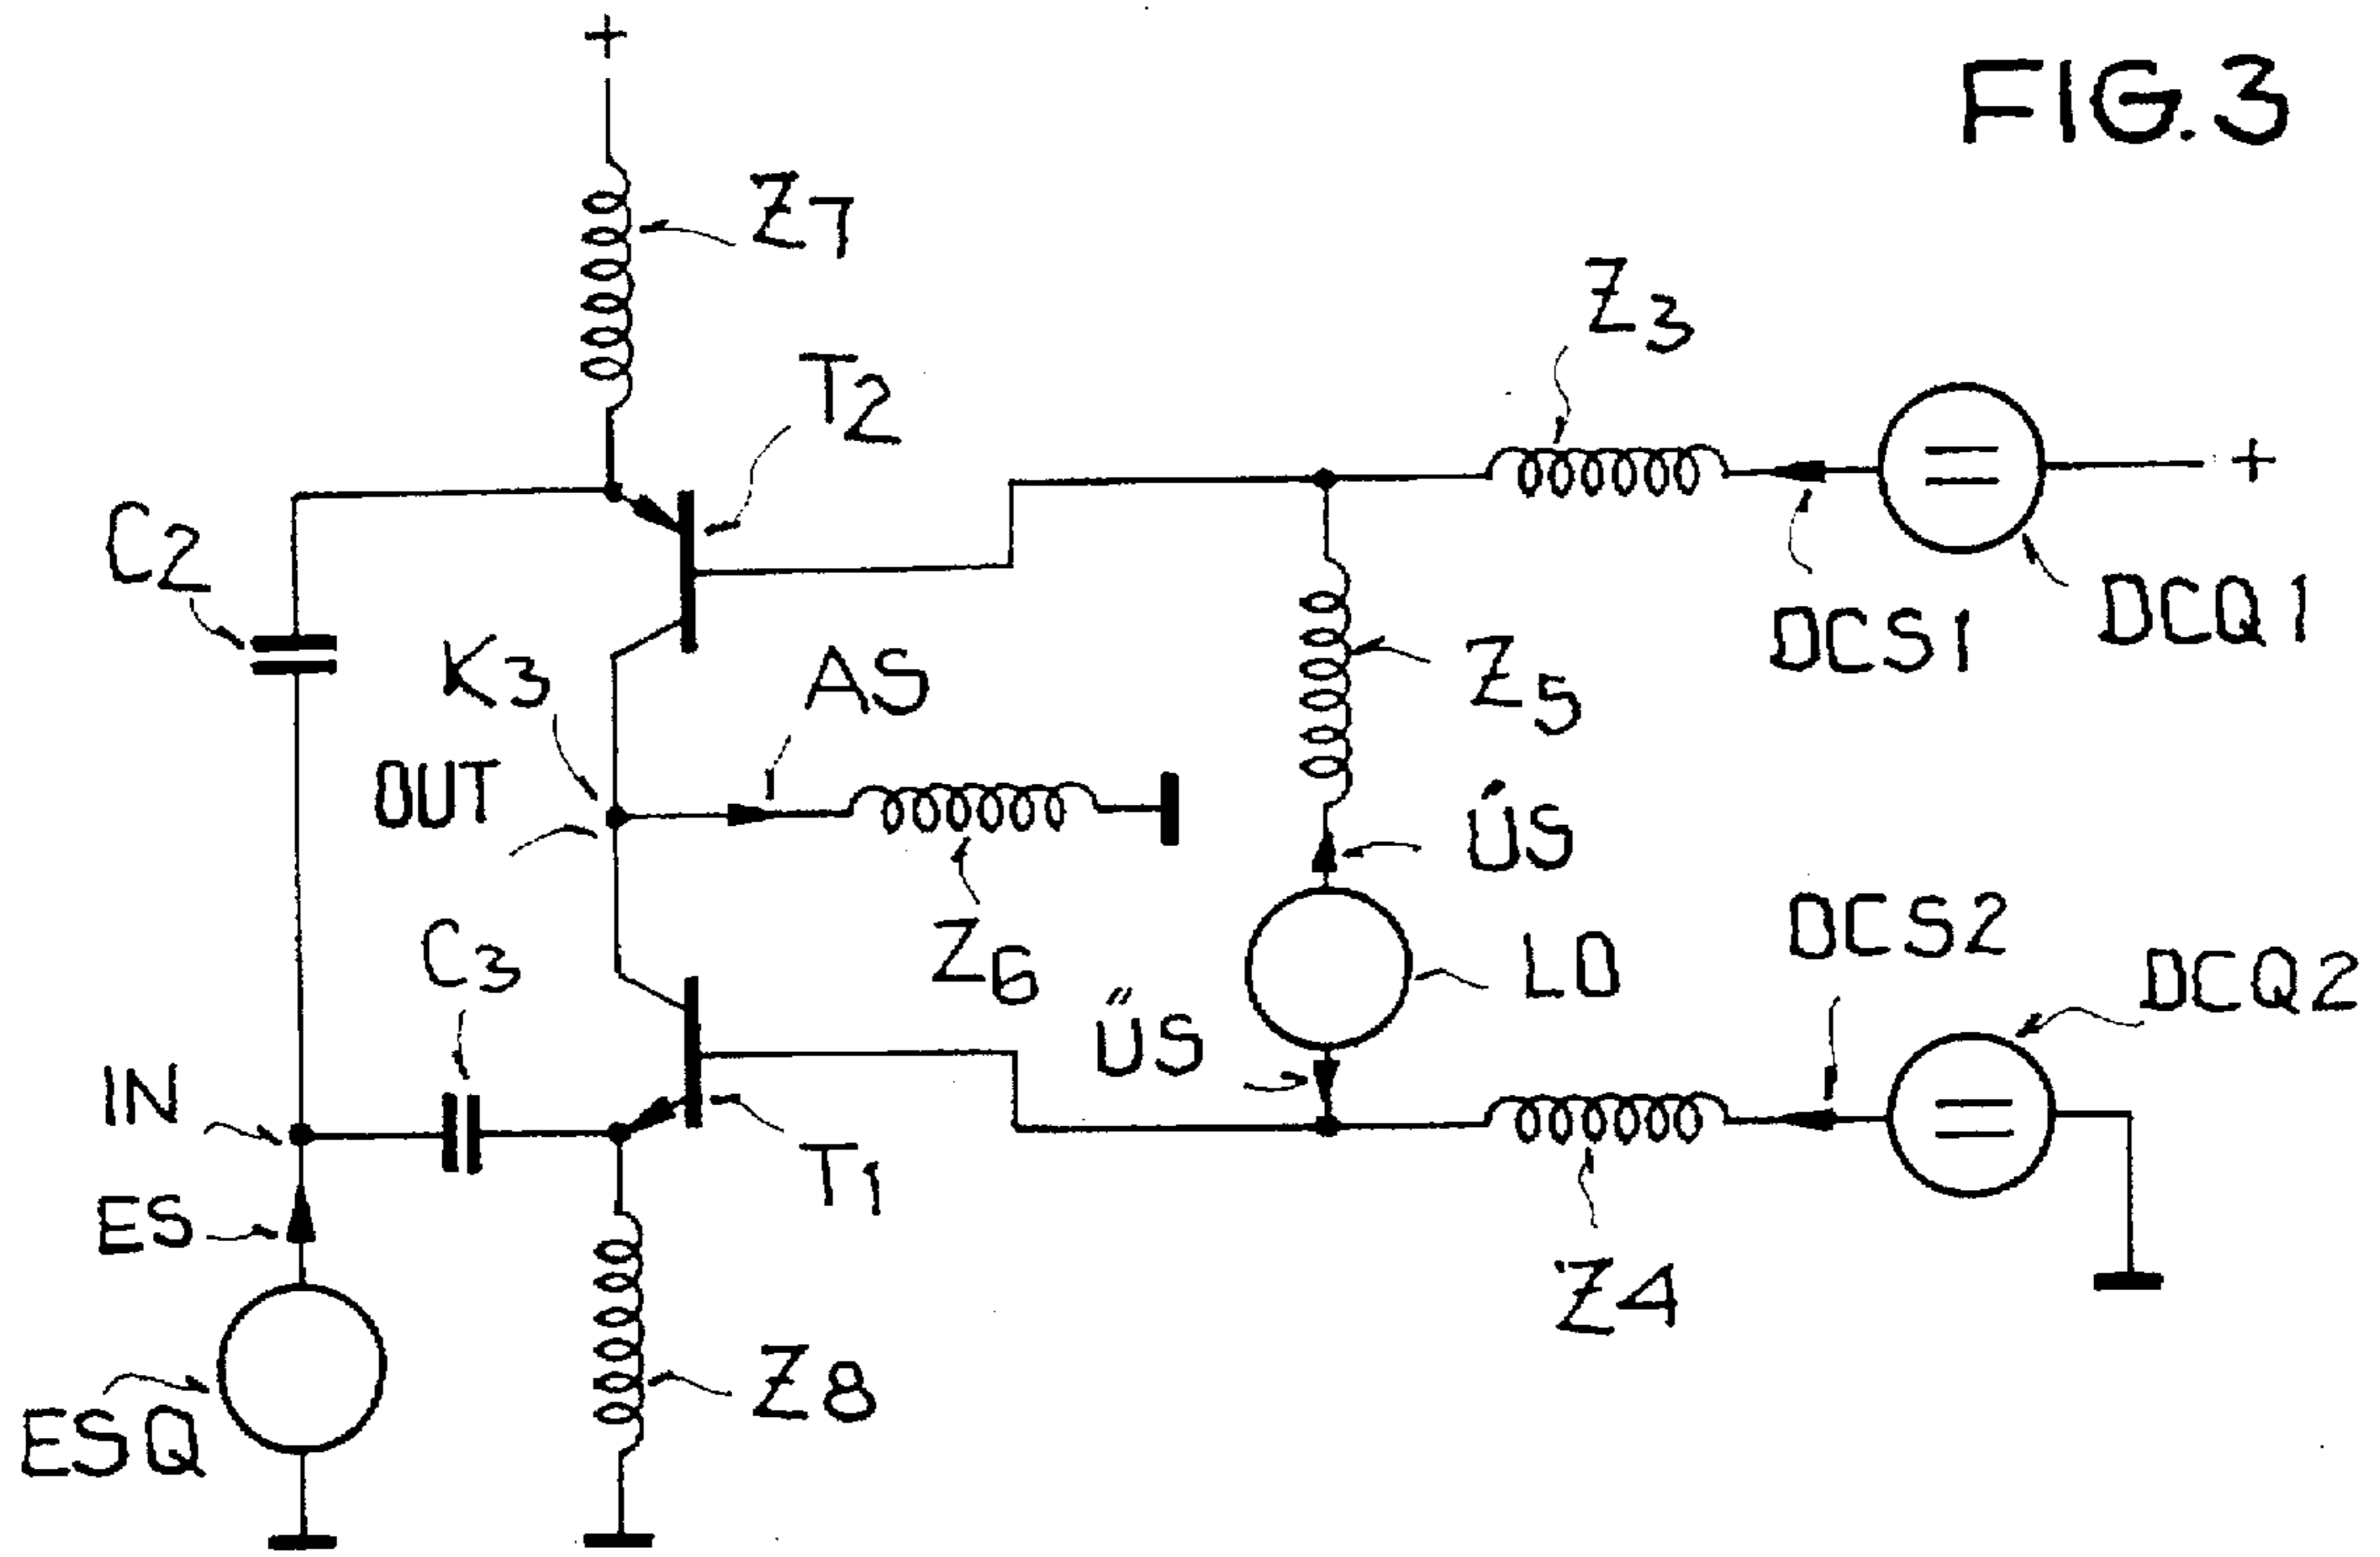 +
FIG.3
Z7
Z3
T2
+
C2
DCQ1
DCS1
K3
AS
Z5
OUT
ÚS
C3
Z6
DCS2
LO
DCQ2
ŰS
IN
T1
ES
Z4
Z8
ESQ